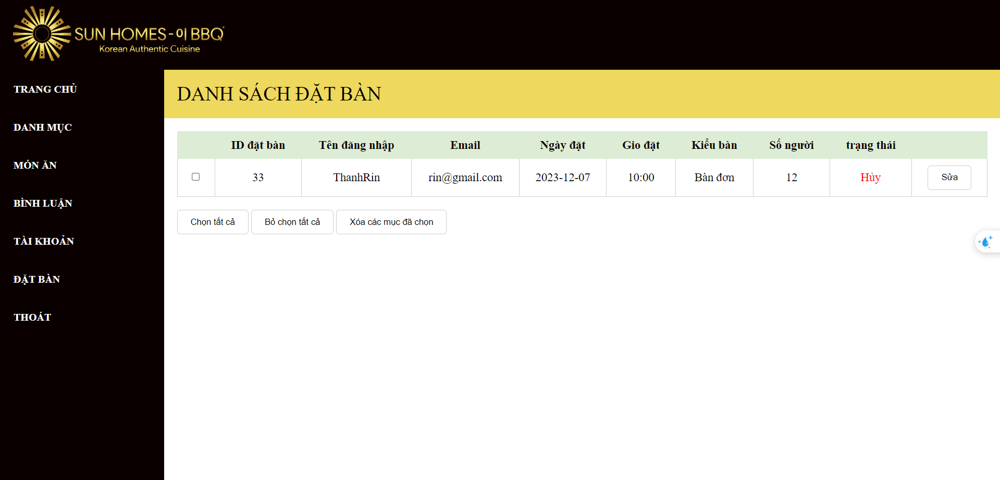 SUN HOMES - 이 BBQ
Korean Authentic Cuisine
TRANG CHỦ
DANH MỤC
MÓN ĂN
BÌNH LUẬN
TÀI KHOẢN
ĐẶT BÀN
THOÁT
DANH SÁCH ĐẶT BÀN
ID đặt bàn Tên đăng nhập Email Ngày đặt Gio đặt Kiểu bàn Số người trạng thái
33 ThanhRin rin@gmail.com 2023-12-07 10:00 Bàn đơn 12 Hủy Sửa
Chọn tất cả Bỏ chọn tất cả Xóa các mục đã chọn